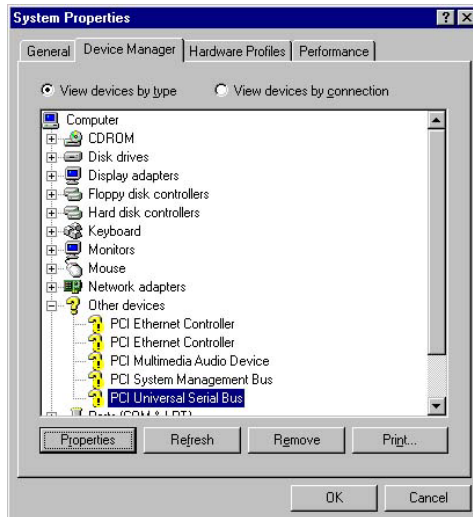 System Properties
General Device Manager Hardware Profiles Performance
View devices by type View devices by connection
Computer
CDROM
Disk drives
Display adapters
Floppy disk controllers
Hard disk controllers
Keyboard
Monitors
Mouse
Network adapters
Other devices
PCI Ethernet Controller
PCI Ethernet Controller
PCI Multimedia Audio Device
PCI System Management Bus
PCI Universal Serial Bus
Ports (COM & LPT)
Properties Refresh Remove Print...
OK Cancel